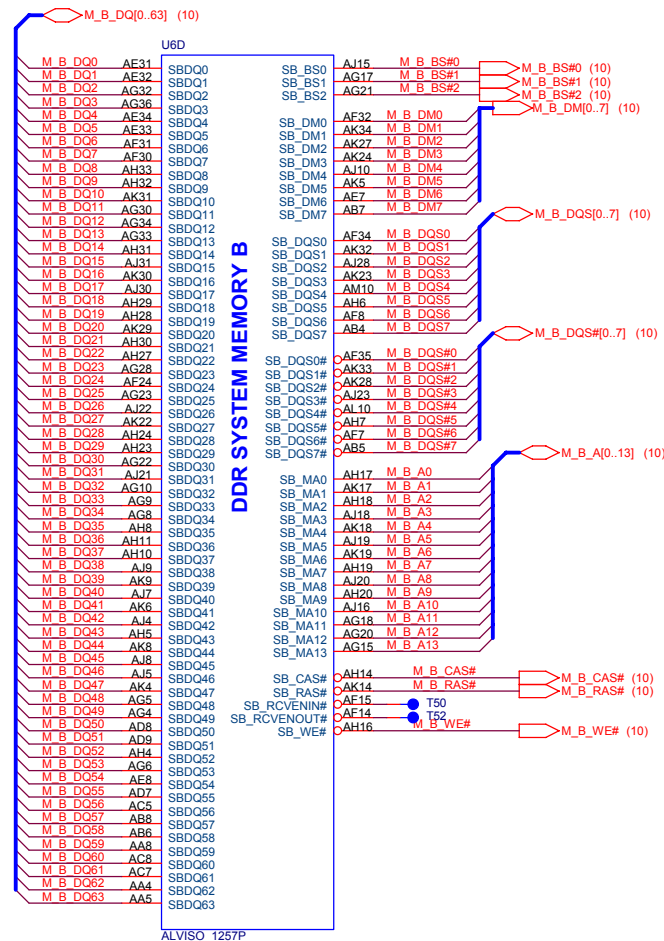 M_B_DQ[0..63] (10)
U6D
M_B_DQ0 AE31 SBDQ0 SB_BS0 AJ15 M_B_BS#0 M_B_BS#0 (10)
M_B_DQ1 AE32 SBDQ1 SB_BS1 AG17 M_B_BS#1 M_B_BS#1 (10)
M_B_DQ2 AG32 SBDQ2 SB_BS2 AG21 M_B_BS#2 M_B_BS#2 (10)
M_B_DQ3 AG36 SBDQ3 M_B_DM[0..7] (10)
M_B_DQ4 AE34 SBDQ4 SB_DM0 AF32 M_B_DM0
M_B_DQ5 AE33 SBDQ5 SB_DM1 AK34 M_B_DM1
M_B_DQ6 AF31 SBDQ6 SB_DM2 AK27 M_B_DM2
M_B_DQ7 AF30 SBDQ7 SB_DM3 AK24 M_B_DM3
M_B_DQ8 AH33 SBDQ8 SB_DM4 AJ10 M_B_DM4
M_B_DQ9 AH32 SBDQ9 SB_DM5 AK5 M_B_DM5
M_B_DQ10 AK31 SBDQ10 SB_DM6 AE7 M_B_DM6
M_B_DQ11 AG30 SBDQ11 SB_DM7 AB7 M_B_DM7
M_B_DQ12 AG34 SBDQ12 M_B_DQS[0..7] (10)
M_B_DQ13 AG33 SBDQ13 SB_DQS0 AF34 M_B_DQS0
M_B_DQ14 AH31 SBDQ14 SB_DQS1 AK32 M_B_DQS1
M_B_DQ15 AJ31 SBDQ15 SB_DQS2 AJ28 M_B_DQS2
M_B_DQ16 AK30 SBDQ16 SB_DQS3 AK23 M_B_DQS3
M_B_DQ17 AJ30 SBDQ17 SB_DQS4 AM10 M_B_DQS4
M_B_DQ18 AH29 SBDQ18 SB_DQS5 AH6 M_B_DQS5
M_B_DQ19 AH28 SBDQ19 SB_DQS6 AF8 M_B_DQS6
M_B_DQ20 AK29 SBDQ20 SB_DQS7 AB4 M_B_DQS7
M_B_DQ21 AH30 SBDQ21 M_B_DQS#[0..7] (10)
M_B_DQ22 AH27 SBDQ22 SB_DQS0# AF35 M_B_DQS#0
M_B_DQ23 AG28 SBDQ23 SB_DQS1# AK33 M_B_DQS#1
M_B_DQ24 AF24 SBDQ24 SB_DQS2# AK28 M_B_DQS#2
M_B_DQ25 AG23 SBDQ25 SB_DQS3# AJ23 M_B_DQS#3
M_B_DQ26 AJ22 SBDQ26 SB_DQS4# AL10 M_B_DQS#4
M_B_DQ27 AK22 SBDQ27 SB_DQS5# AH7 M_B_DQS#5
M_B_DQ28 AH24 SBDQ28 SB_DQS6# AF7 M_B_DQS#6
M_B_DQ29 AH23 SBDQ29 SB_DQS7# AB5 M_B_DQS#7
M_B_DQ30 AG22 SBDQ30 M_B_A[0..13] (10)
M_B_DQ31 AJ21 SBDQ31 SB_MA0 AH17 M_B_A0
M_B_DQ32 AG10 SBDQ32 SB_MA1 AK17 M_B_A1
M_B_DQ33 AG9 SBDQ33 SB_MA2 AH18 M_B_A2
M_B_DQ34 AG8 SBDQ34 SB_MA3 AJ18 M_B_A3
M_B_DQ35 AH8 SBDQ35 SB_MA4 AK18 M_B_A4
M_B_DQ36 AH11 SBDQ36 SB_MA5 AJ19 M_B_A5
M_B_DQ37 AH10 SBDQ37 SB_MA6 AK19 M_B_A6
M_B_DQ38 AJ9 SBDQ38 SB_MA7 AH19 M_B_A7
M_B_DQ39 AK9 SBDQ39 SB_MA8 AJ20 M_B_A8
M_B_DQ40 AJ7 SBDQ40 SB_MA9 AH20 M_B_A9
M_B_DQ41 AK6 SBDQ41 SB_MA10 AJ16 M_B_A10
M_B_DQ42 AJ4 SBDQ42 SB_MA11 AG18 M_B_A11
M_B_DQ43 AH5 SBDQ43 SB_MA12 AG20 M_B_A12
M_B_DQ44 AK8 SBDQ44 SB_MA13 AG15 M_B_A13
M_B_DQ45 AJ8 SBDQ45
M_B_DQ46 AJ5 SBDQ46 SB_CAS# AH14 M_B_CAS# M_B_CAS# (10)
M_B_DQ47 AK4 SBDQ47 SB_RAS# AK14 M_B_RAS# M_B_RAS# (10)
M_B_DQ48 AG5 SBDQ48 SB_RCVENIN# AF15 T50
M_B_DQ49 AG4 SBDQ49 SB_RCVENOUT# AF14 T52
M_B_DQ50 AD8 SBDQ50 SB_WE# AH16 M_B_WE# M_B_WE# (10)
M_B_DQ51 AD9 SBDQ51
M_B_DQ52 AH4 SBDQ52
M_B_DQ53 AG6 SBDQ53
M_B_DQ54 AE8 SBDQ54
M_B_DQ55 AD7 SBDQ55
M_B_DQ56 AC5 SBDQ56
M_B_DQ57 AB8 SBDQ57
M_B_DQ58 AB6 SBDQ58
M_B_DQ59 AA8 SBDQ59
M_B_DQ60 AC8 SBDQ60
M_B_DQ61 AC7 SBDQ61
M_B_DQ62 AA4 SBDQ62
M_B_DQ63 AA5 SBDQ63
DDR SYSTEM MEMORY B
ALVISO_1257P